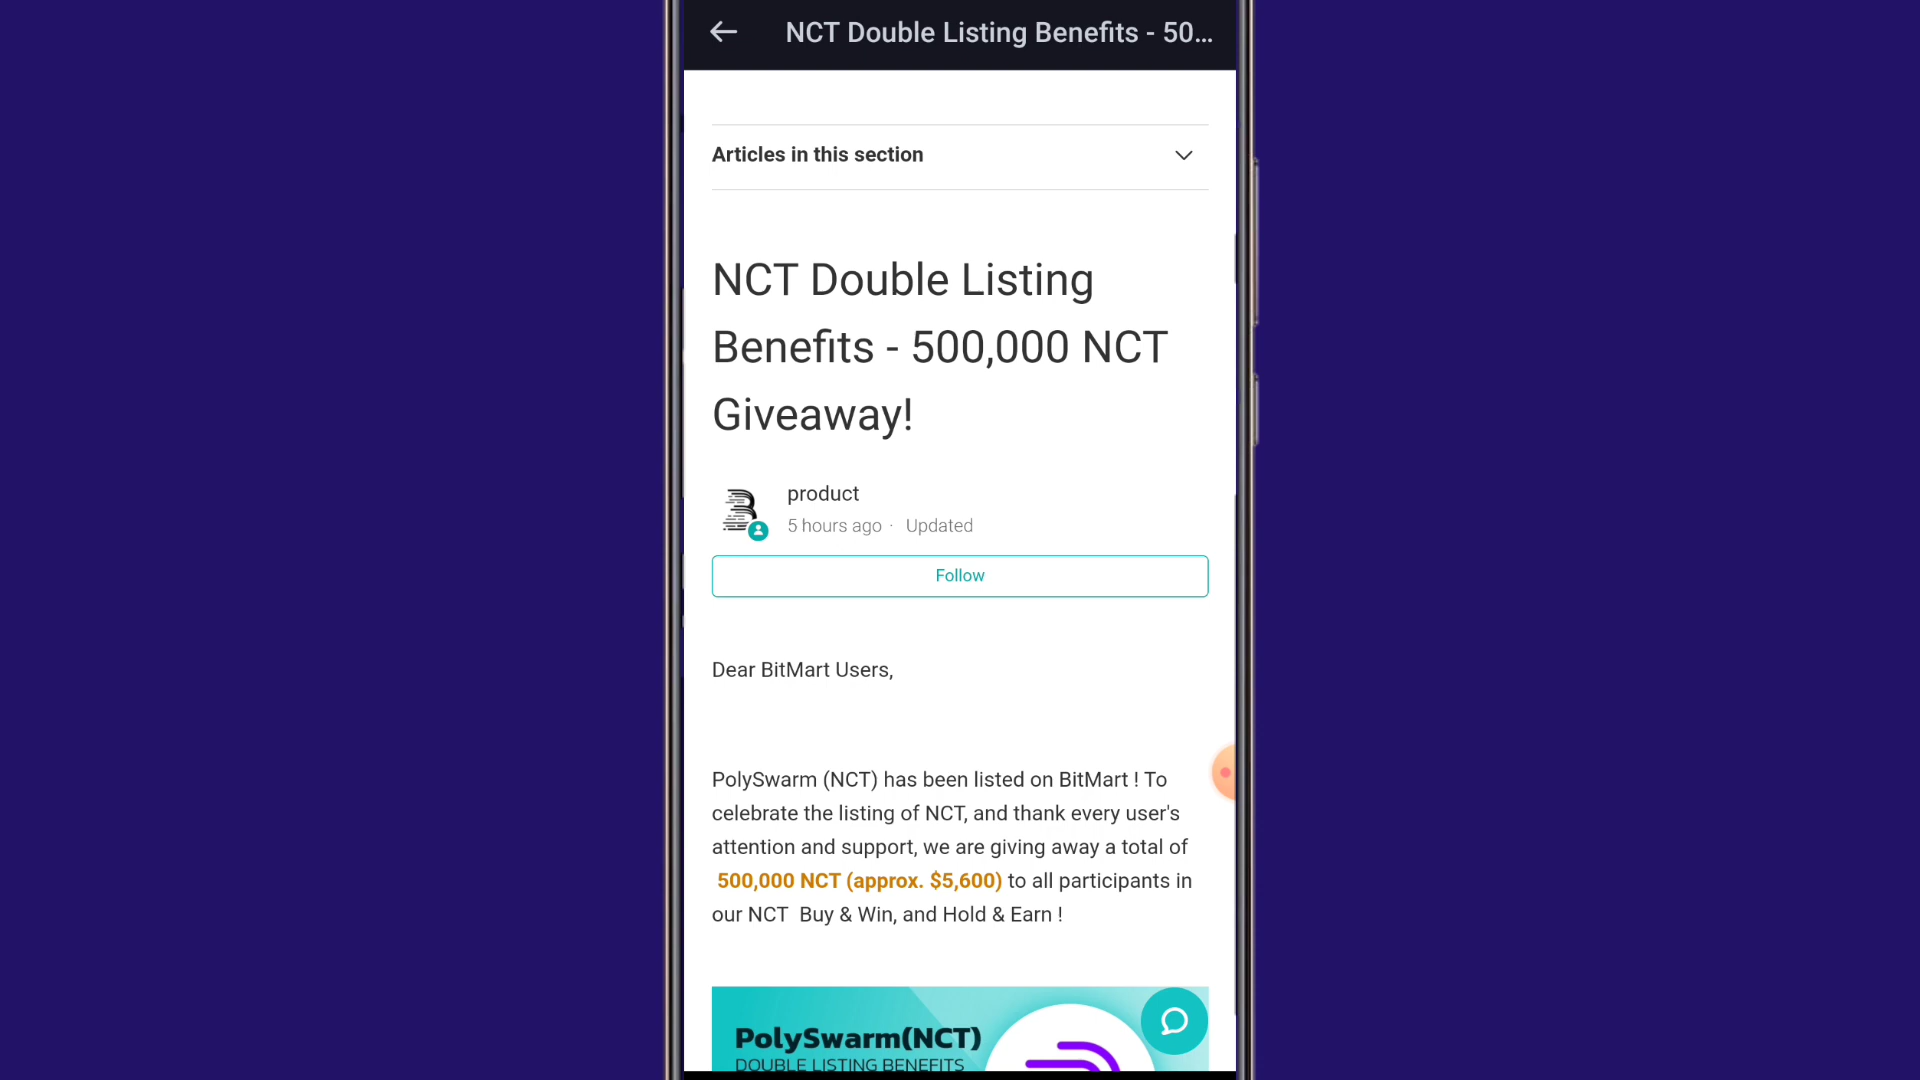 NCT Double Listing Benefits - 50...
Articles in this section
NCT Double Listing
Benefits - 500,000 NCT
Giveaway!
product
5 hours ago · Updated
Follow
Dear BitMart Users,
PolySwarm (NCT) has been listed on BitMart ! To
celebrate the listing of NCT, and thank every user's
attention and support, we are giving away a total of
500,000 NCT (approx. $5,600) to all participants in
our NCT  Buy & Win, and Hold & Earn !
PolySwarm(NCT)
DOUBLE LISTING BENEFITS